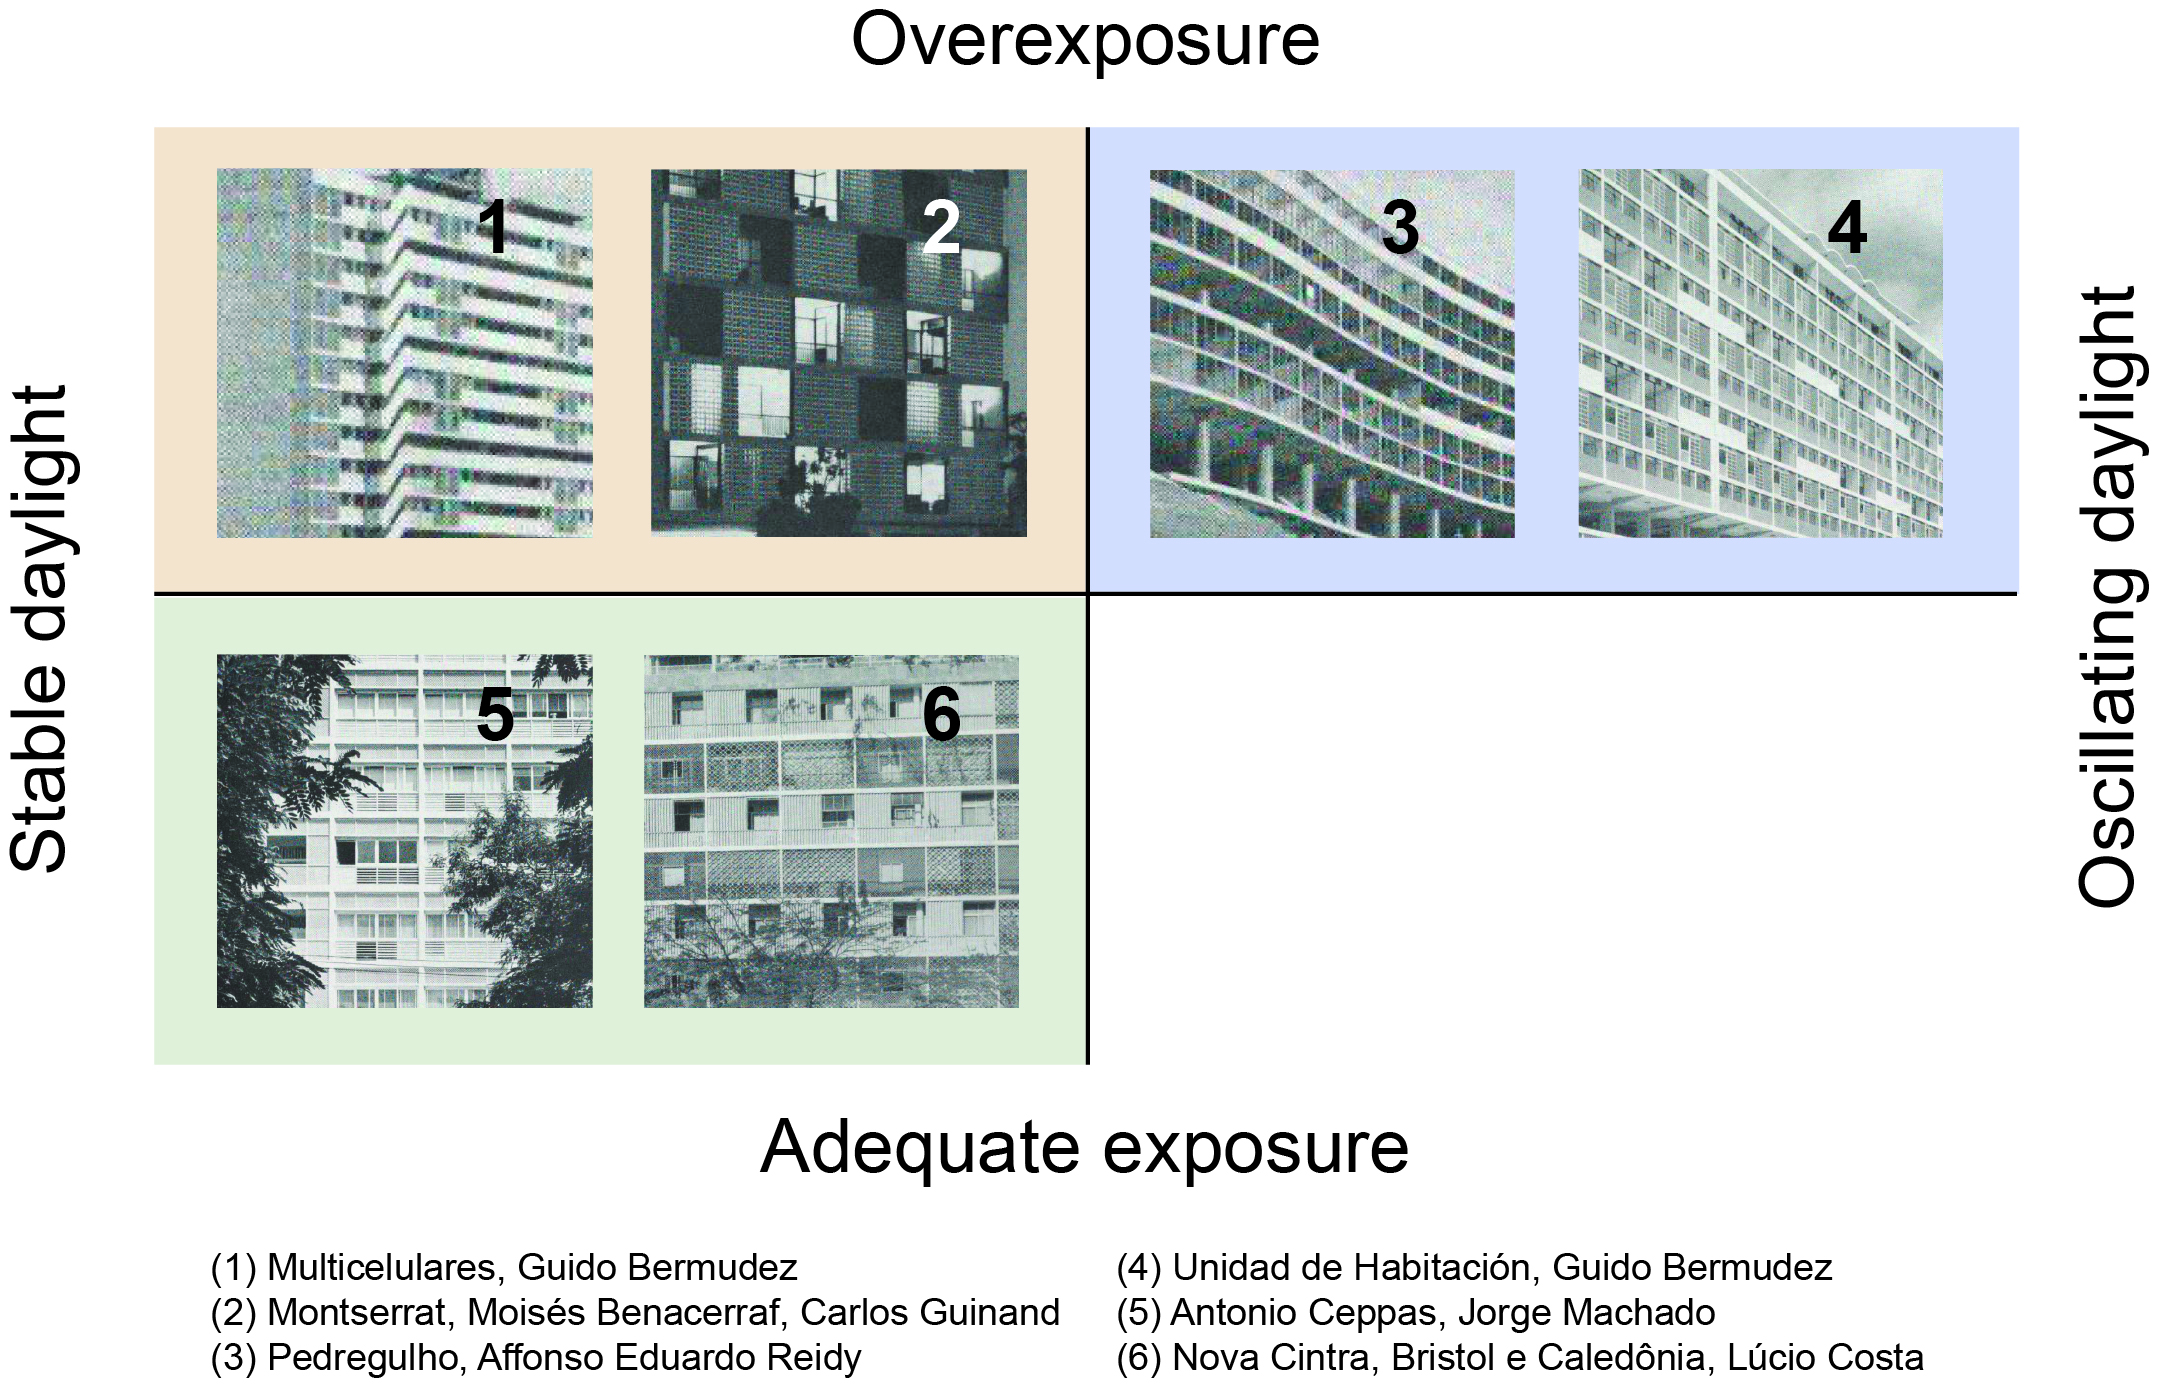 Overexposure
1
2
3
4
Stable daylight
Oscillating daylight
5
6
Adequate exposure
(1) Multicelulares, Guido Bermudez
(2) Montserrat, Moisés Benacerraf, Carlos Guinand
(3) Pedregulho, Affonso Eduardo Reidy
(4) Unidad de Habitación, Guido Bermudez
(5) Antonio Ceppas, Jorge Machado
(6) Nova Cintra, Bristol e Caledônia, Lúcio Costa